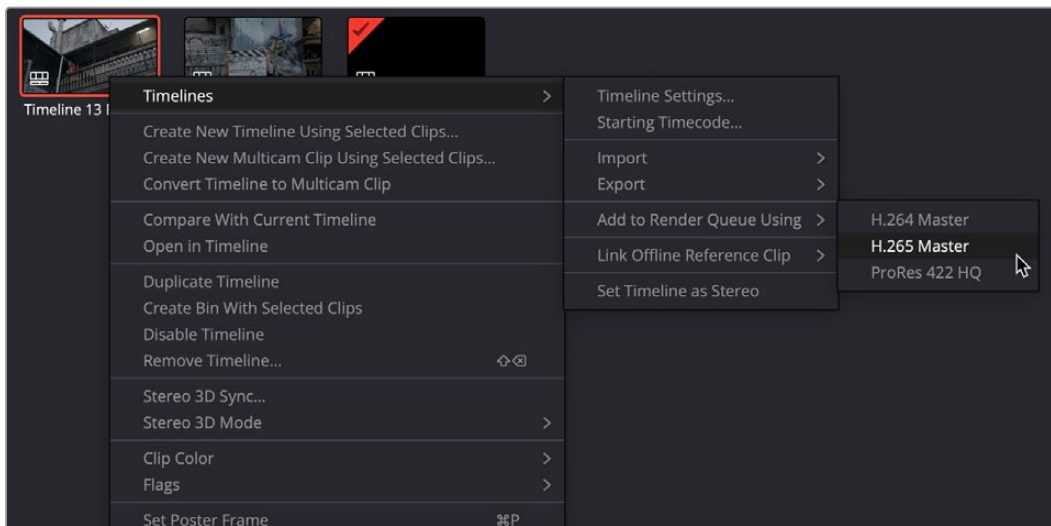 Timeline 13
Timelines >
Create New Timeline Using Selected Clips...
Create New Multicam Clip Using Selected Clips...
Convert Timeline to Multicam Clip
Compare With Current Timeline
Open in Timeline
Duplicate Timeline
Create Bin With Selected Clips
Disable Timeline
Remove Timeline... ⇧⌫
Stereo 3D Sync...
Stereo 3D Mode >
Clip Color >
Flags >
Set Poster Frame ⌘P
Timeline Settings...
Starting Timecode...
Import >
Export >
Add to Render Queue Using >
Link Offline Reference Clip >
Set Timeline as Stereo
H.264 Master
H.265 Master
ProRes 422 HQ